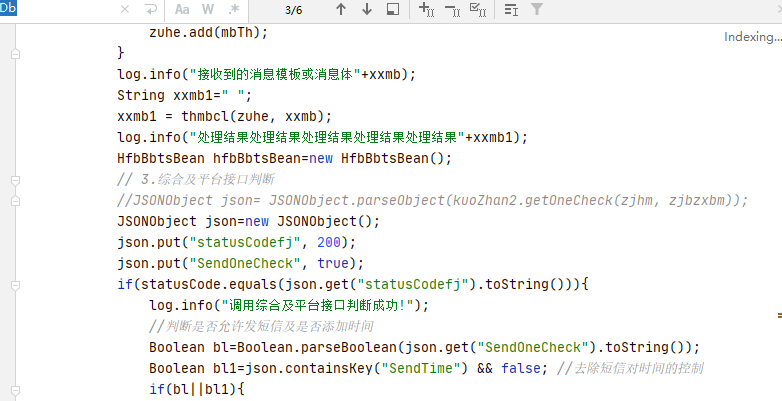 Db
Aa W .*
3/6
Indexing...
zuhe.add(mbTh);
}
log.info("接收到的消息模板或消息体"+xxmb);
String xxmb1=" ";
xxmb1 = thmbcl(zuhe, xxmb);
log.info("处理结果处理结果处理结果处理结果处理结果"+xxmb1);
HfbBbtsBean hfbBbtsBean=new HfbBbtsBean();
// 3.综合及平台接口判断
//JSONObject json= JSONObject.parseObject(kuoZhan2.getOneCheck(zjhm, zjbzxbm));
JSONObject json=new JSONObject();
json.put("statusCodefj", 200);
json.put("SendOneCheck", true);
if(statusCode.equals(json.get("statusCodefj").toString())){
log.info("调用综合及平台接口判断成功!");
//判断是否允许发短信及是否添加时间
Boolean bl=Boolean.parseBoolean(json.get("SendOneCheck").toString());
Boolean bl1=json.containsKey("SendTime") && false; //去除短信对时间的控制
if(bl||bl1){